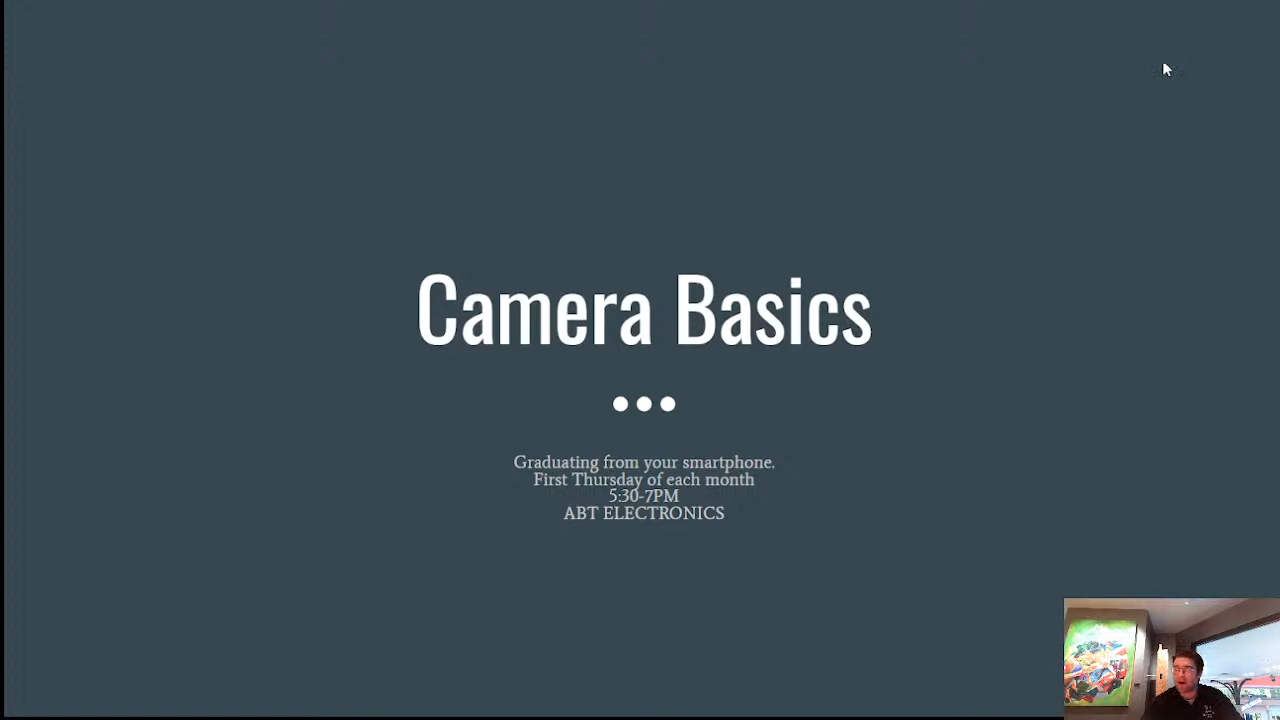 Camera Basics
Graduating from your smartphone.
First Thursday of each month
5:30-7PM
ABT ELECTRONICS